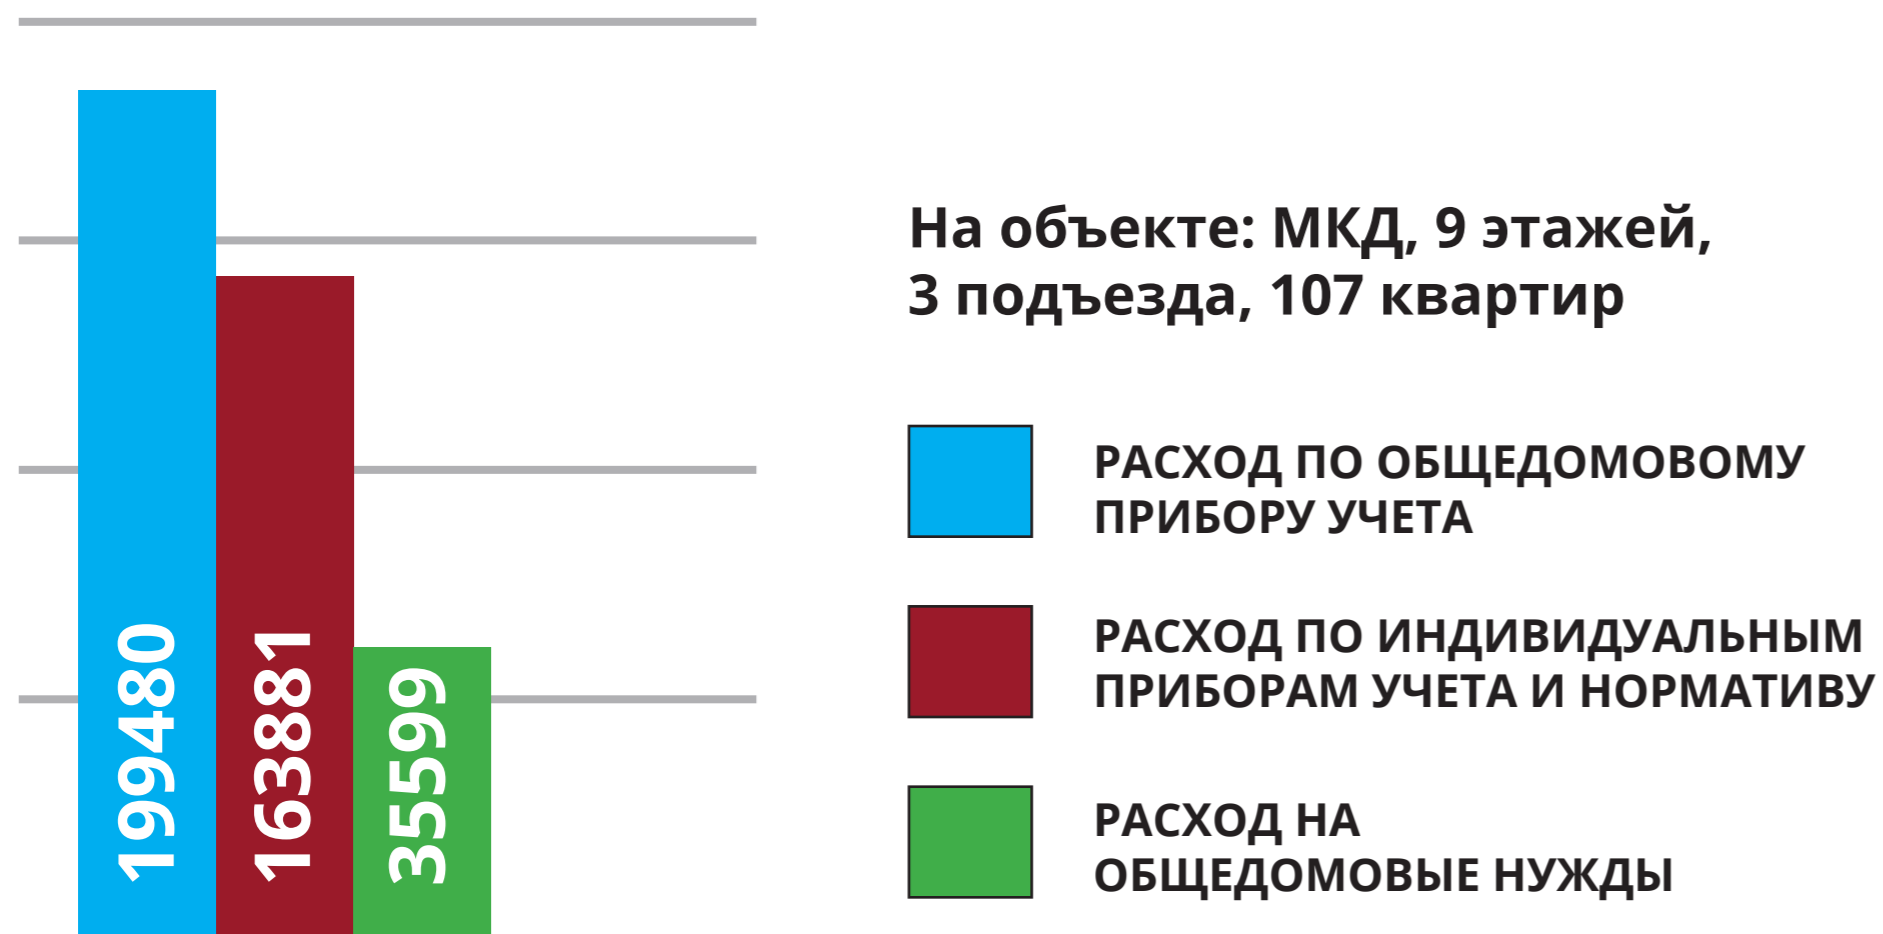 199480
163881
35599
На объекте: МКД, 9 этажей,
3 подъезда, 107 квартир
РАСХОД ПО ОБЩЕДОМОВОМУ
ПРИБОРУ УЧЕТА
РАСХОД ПО ИНДИВИДУАЛЬНЫМ
ПРИБОРАМ УЧЕТА И НОРМАТИВУ
РАСХОД НА
ОБЩЕДОМОВЫЕ НУЖДЫ